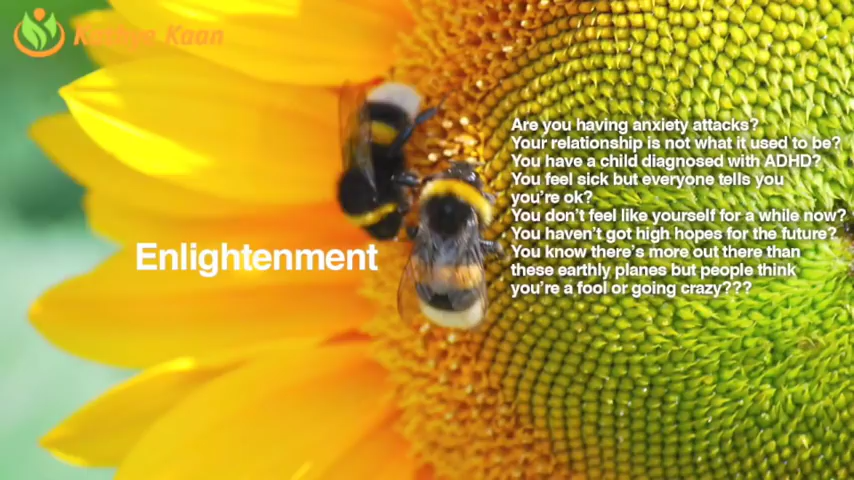 Kathye Kaan
Are you having anxiety attacks?
Your relationship is not what it used to be?
You have a child diagnosed with ADHD?
You feel sick but everyone tells you
you're ok?
You don't feel like yourself for a while now?
You haven't got high hopes for the future?
You know there's more out there than
these earthly planes but people think
you're a fool or going crazy???
Enlightenment